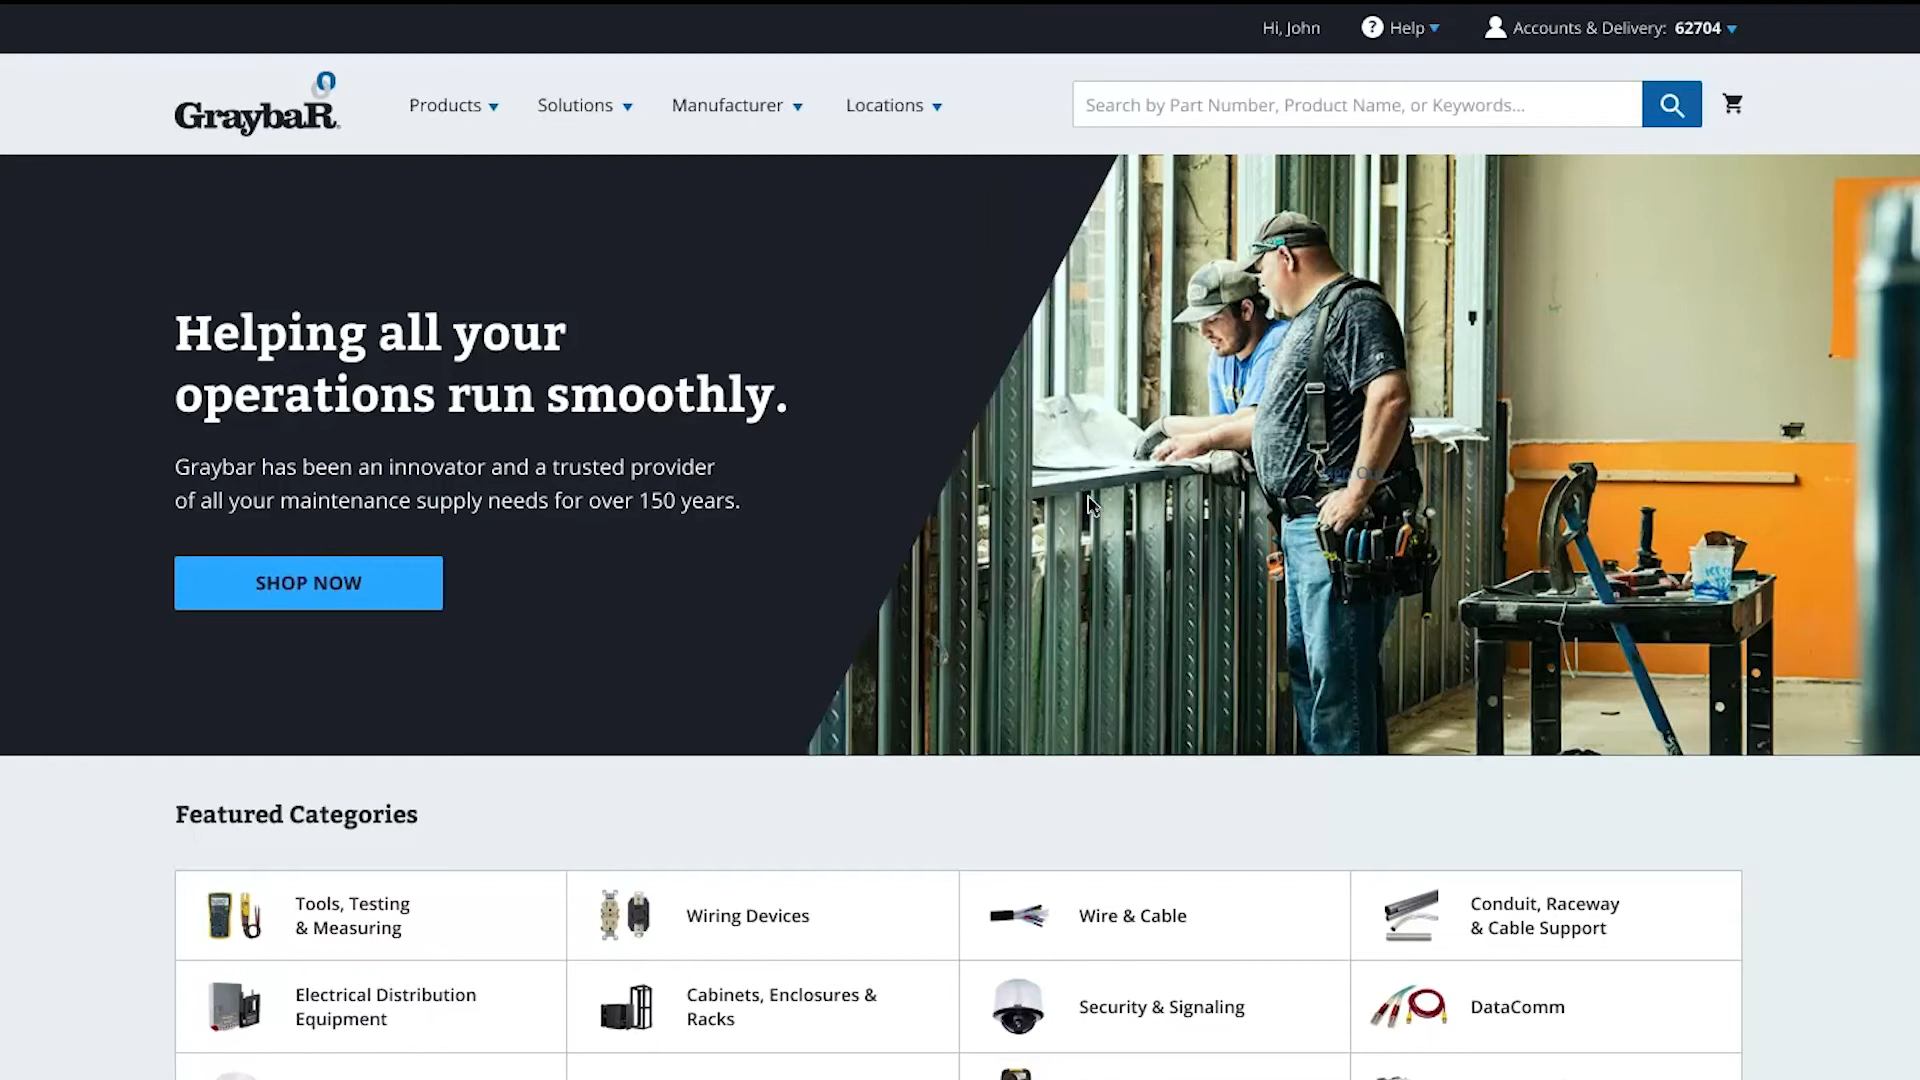 Hi, John
? Help
Accounts & Delivery: 62704
GraybaR
Products
Solutions
Manufacturer
Locations
Search by Part Number, Product Name, or Keywords...
Helping all your
operations run smoothly.
Graybar has been an innovator and a trusted provider
of all your maintenance supply needs for over 150 years.
SHOP NOW
Featured Categories
Tools, Testing
& Measuring
Wiring Devices
Wire & Cable
Conduit, Raceway
& Cable Support
Electrical Distribution
Equipment
Cabinets, Enclosures &
Racks
Security & Signaling
DataComm